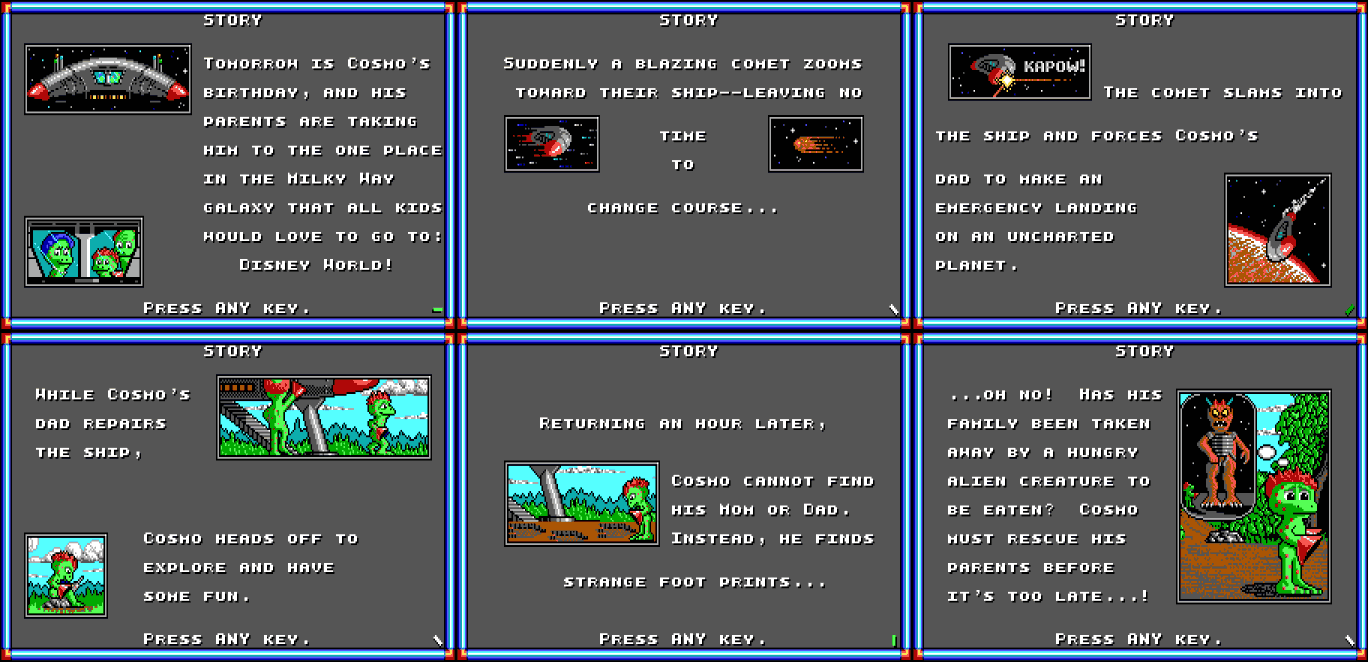 STORY
Tomorrow is Cosmo's
birthday, and his
parents are taking
him to the one place
in the Milky Way
galaxy that all kids
would love to go to:
Disney World!
Press ANY key.
STORY
Suddenly a blazing comet zooms
toward their ship--leaving no
time
to
change course...
Press ANY key.
STORY
KAPOW!
The comet slams into
the ship and forces Cosmo's
dad to make an
emergency landing
on an uncharted
planet.
Press ANY key.
STORY
While Cosmo's
dad repairs
the ship,
Cosmo heads off to
explore and have
some fun.
Press ANY key.
STORY
Returning an hour later,
Cosmo cannot find
his Mom or Dad.
Instead, he finds
strange foot prints...
Press ANY key.
STORY
...oh no!  Has his
family been taken
away by a hungry
alien creature to
be eaten?  Cosmo
must rescue his
parents before
it's too late...!
Press ANY key.